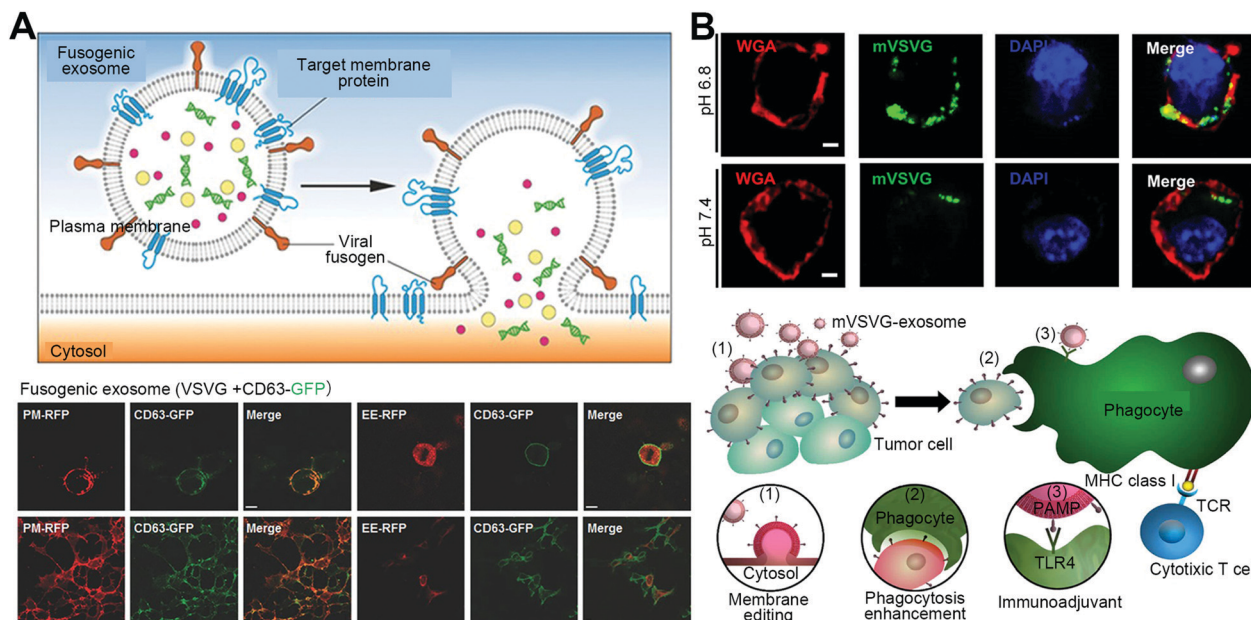 A
Fusogenic
exosome
Target membrane
protein
Plasma membrane
Viral
fusogen
Cytosol
Fusogenic exosome (VSVG +CD63-GFP)
PM-RFP
CD63-GFP
Merge
EE-RFP
CD63-GFP
Merge
PM-RFP
CD63-GFP
Merge
EE-RFP
CD63-GFP
Merge
B
pH 6.8
WGA
mVSVG
DAPI
Merge
pH 7.4
WGA
mVSVG
DAPI
Merge
mVSVG-exosome
(1)
(2)
(3)
Phagocyte
Tumor cell
MHC class I
TCR
Cytotixic T ce
(1)
Cytosol
Membrane
editing
(2)
Phagocyte
Phagocytosis
enhancement
(3)
PAMP
TLR4
Immunoadjuvant